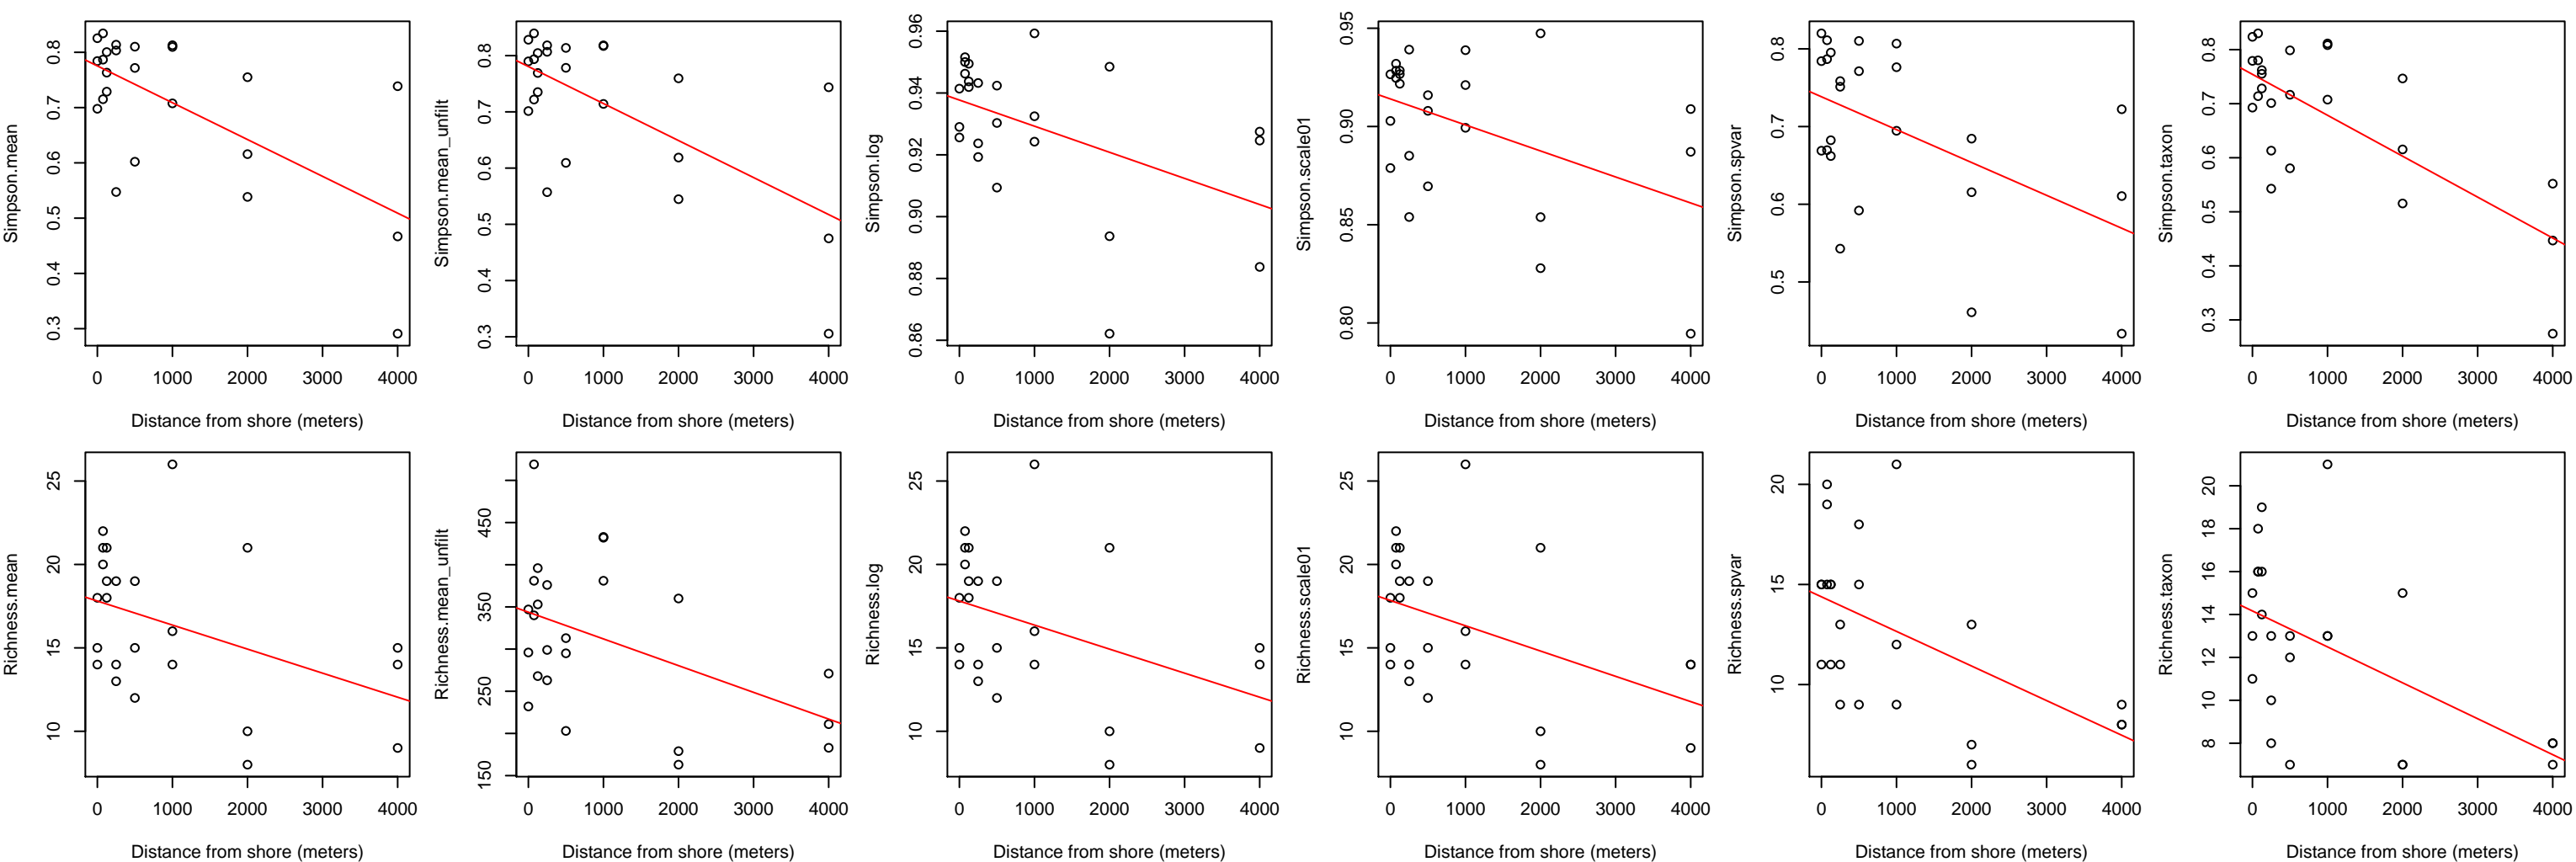 Simpson.mean
0.3 0.4 0.5 0.6 0.7 0.8
0 1000 2000 3000 4000
Distance from shore (meters)
Simpson.mean_unfilt
0.3 0.4 0.5 0.6 0.7 0.8
0 1000 2000 3000 4000
Distance from shore (meters)
Simpson.log
0.86 0.88 0.90 0.92 0.94 0.96
0 1000 2000 3000 4000
Distance from shore (meters)
Simpson.scale01
0.80 0.85 0.90 0.95
0 1000 2000 3000 4000
Distance from shore (meters)
Simpson.spvar
0.5 0.6 0.7 0.8
0 1000 2000 3000 4000
Distance from shore (meters)
Simpson.taxon
0.3 0.4 0.5 0.6 0.7 0.8
0 1000 2000 3000 4000
Distance from shore (meters)
Richness.mean
10 15 20 25
0 1000 2000 3000 4000
Distance from shore (meters)
Richness.mean_unfilt
150 250 350 450
0 1000 2000 3000 4000
Distance from shore (meters)
Richness.log
10 15 20 25
0 1000 2000 3000 4000
Distance from shore (meters)
Richness.scale01
10 15 20 25
0 1000 2000 3000 4000
Distance from shore (meters)
Richness.spvar
10 15 20
0 1000 2000 3000 4000
Distance from shore (meters)
Richness.taxon
8 10 12 14 16 18 20
0 1000 2000 3000 4000
Distance from shore (meters)